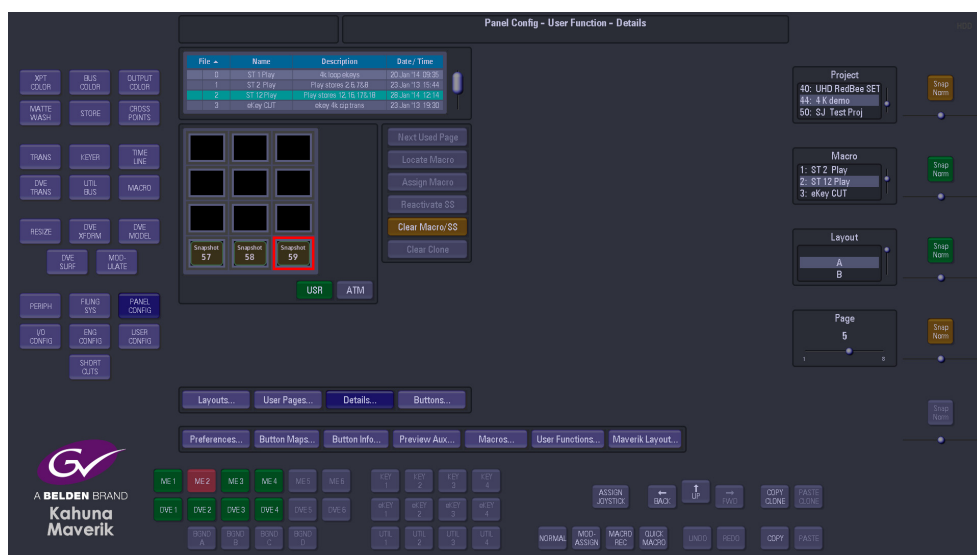 Panel Config - User Function - Details
File Name Description Date/ Time
0 ST 1 Play 4k loop ekeys 20 Jan '14 09:35
1 ST 2 Play Play stores 2,6,7&8 23 Jan '13 15:44
2 ST 12 Play Play stores 12,16,17&18 28 Jan '14 12:14
3 eKey CUT ekey 4k zip trans 23 Jan '13 19:30
XPT COLOR
BUS COLOR
OUTPUT COLOR
MATTE WASH
STORE
CROSS POINTS
TRANS
KEYER
TIME LINE
DVE TRANS
UTIL BUS
MACRO
RESIZE
DVE XFORM
DVE MODEL
DVE SURF
MOD- ULATE
PERIPH
FILING SYS
PANEL CONFIG
I/O CONFIG
ENG CONFIG
USER CONFIG
SHORT CUTS
Snapshot 57
Snapshot 58
Snapshot 59
USR
ATM
Next Used Page
Locate Macro
Assign Macro
Reactivate SS
Clear Macro/SS
Clear Clone
Project
40: UHD RedBee SET
44: 4K demo
50: SJ Test Proj
Snap Norm
Macro
1: ST 2 Play
2: ST 12 Play
3: eKey CUT
Snap Norm
Layout
A
B
Snap Norm
Page
5
1 8
Snap Norm
Snap Norm
Layouts...
User Pages...
Details...
Buttons...
Preferences...
Button Maps...
Button Info...
Preview Aux...
Macros...
User Functions...
Maverik Layout...
GV
A BELDEN BRAND
Kahuna
Maverik
ME 1
ME 2
ME 3
ME 4
ME 5
ME 6
KEY 1
KEY 2
KEY 3
KEY 4
DVE 1
DVE 2
DVE 3
DVE 4
DVE 5
DVE 6
eKEY 1
eKEY 2
eKEY 3
eKEY 4
BOND A
BOND B
BOND C
BOND D
UTIL 1
UTIL 2
UTIL 3
UTIL 4
ASSIGN JOYSTICK
BACK
UP
FWD
COPY CLONE
PASTE CLONE
NORMAL
MOD- ASSIGN
MACRO REC
QUICK MACRO
UNDO
REDO
COPY
PASTE